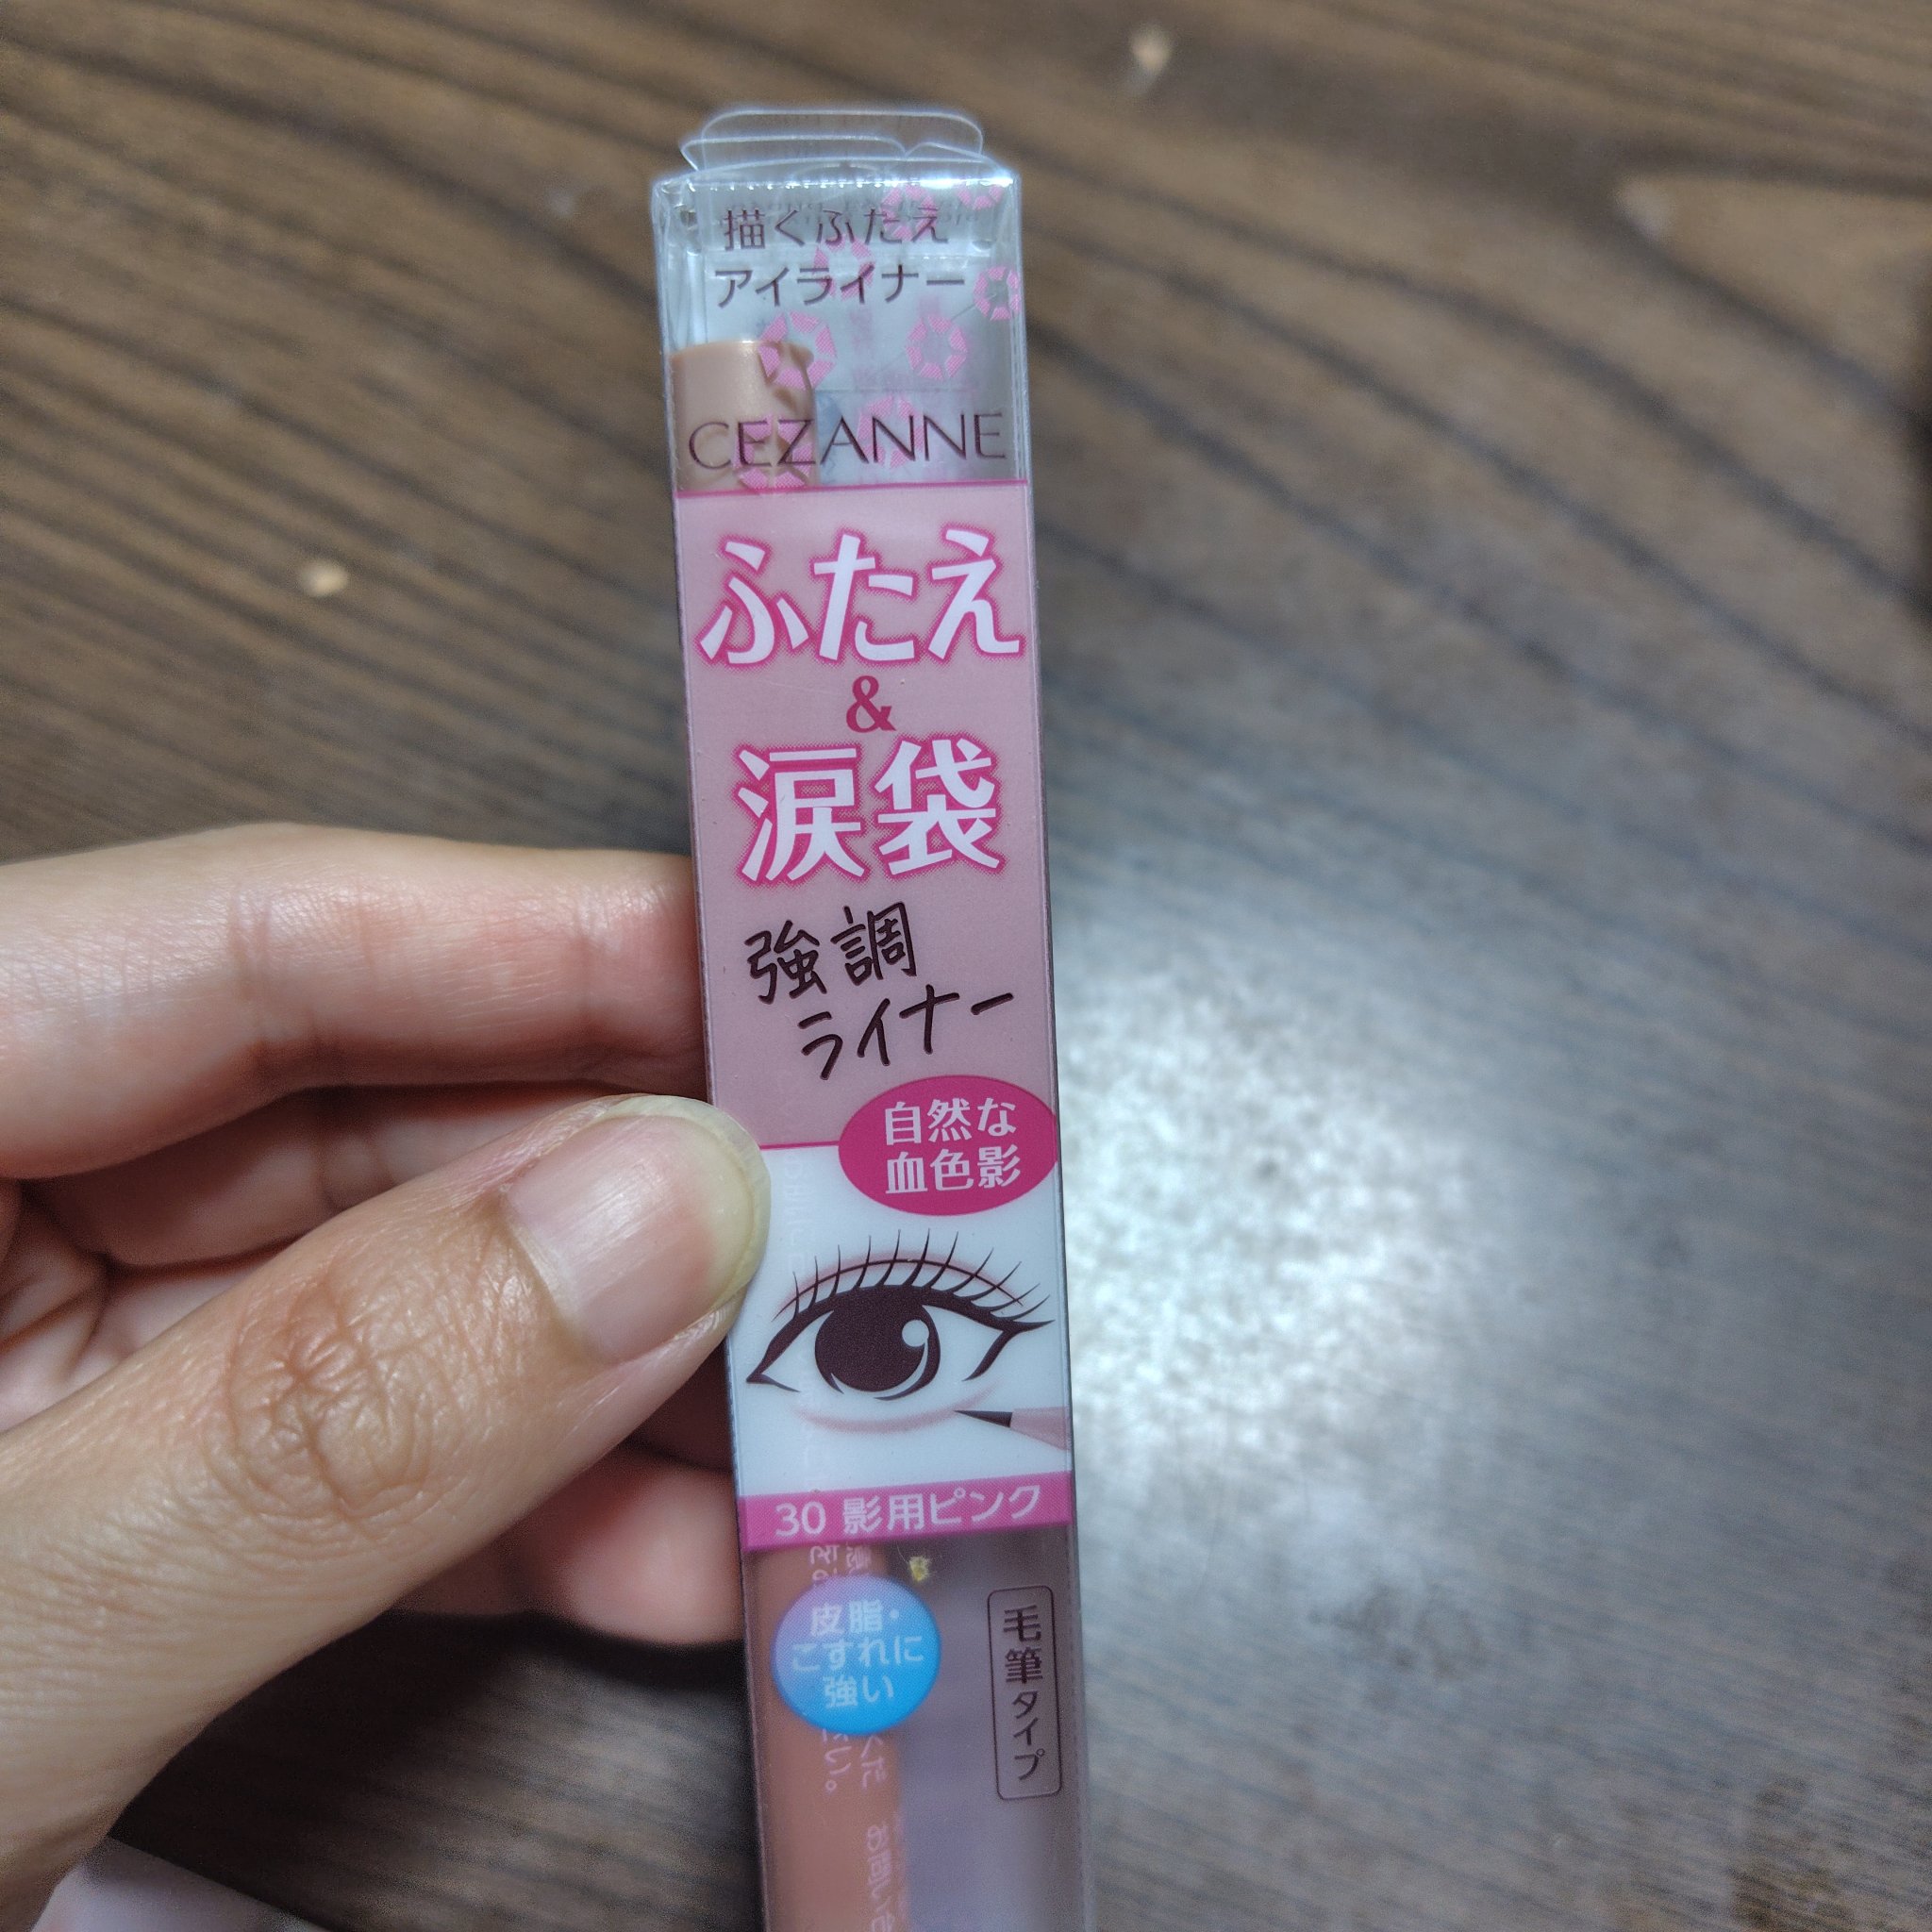 描くふたえ
アイライナー
CEZANNE
ふたえ
&
涙袋
強調
ライナー
自然な
血色影
30 影用ピンク
皮脂・
こすれに
強い
毛筆タイプ